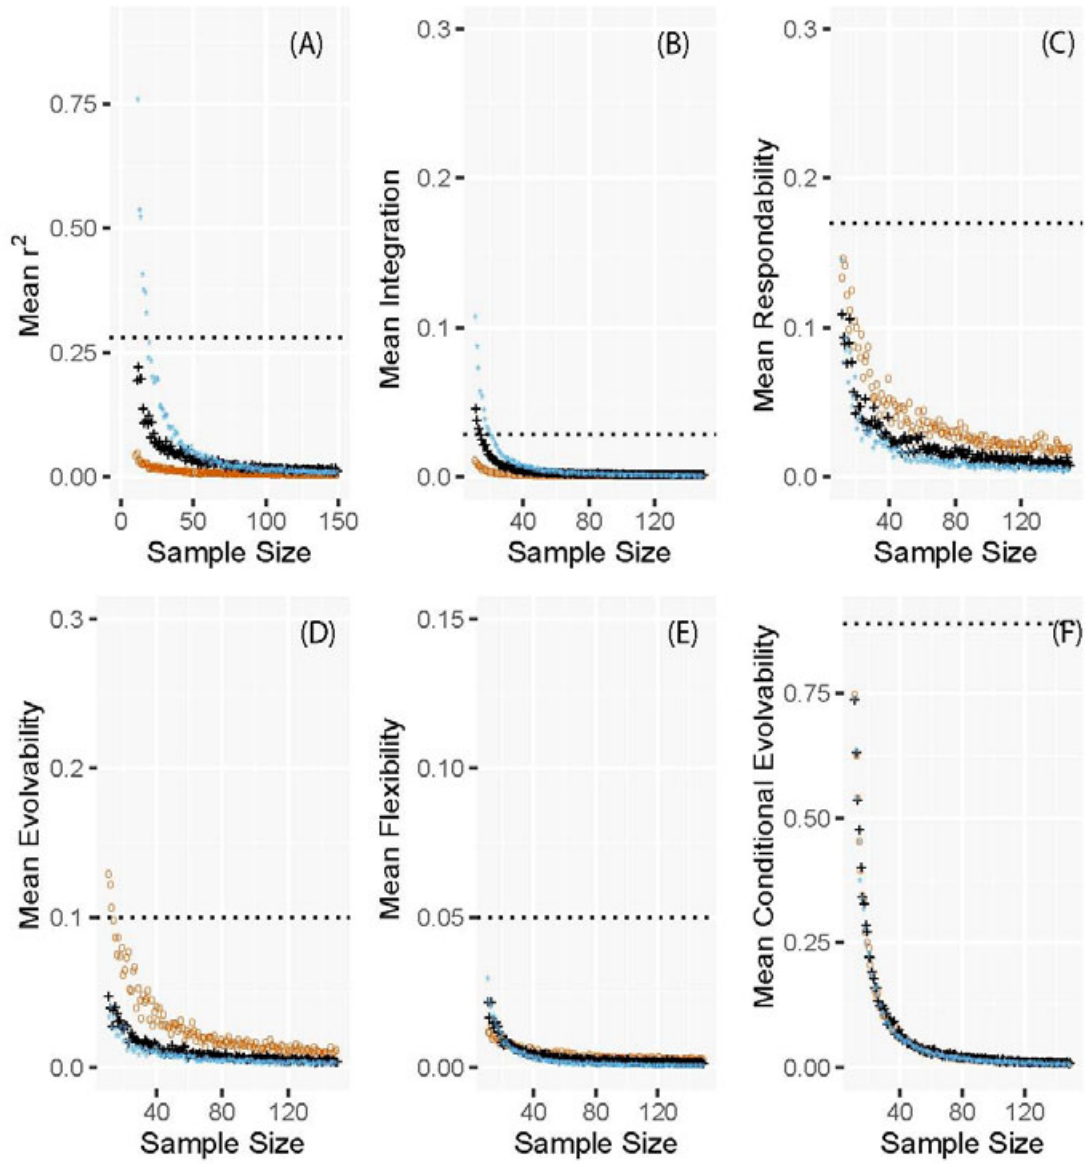 (A)
Mean r²
0.75
0.50
0.25
0.00
0 50 100 150
Sample Size
(B)
Mean Integration
0.3
0.2
0.1
0.0
40 80 120
Sample Size
(C)
Mean Respondability
0.3
0.2
0.1
0.0
40 80 120
Sample Size
(D)
Mean Evolvability
0.3
0.2
0.1
0.0
40 80 120
Sample Size
(E)
Mean Flexibility
0.15
0.10
0.05
0.00
40 80 120
Sample Size
(F)
Mean Conditional Evolvability
0.75
0.50
0.25
0.00
40 80 120
Sample Size